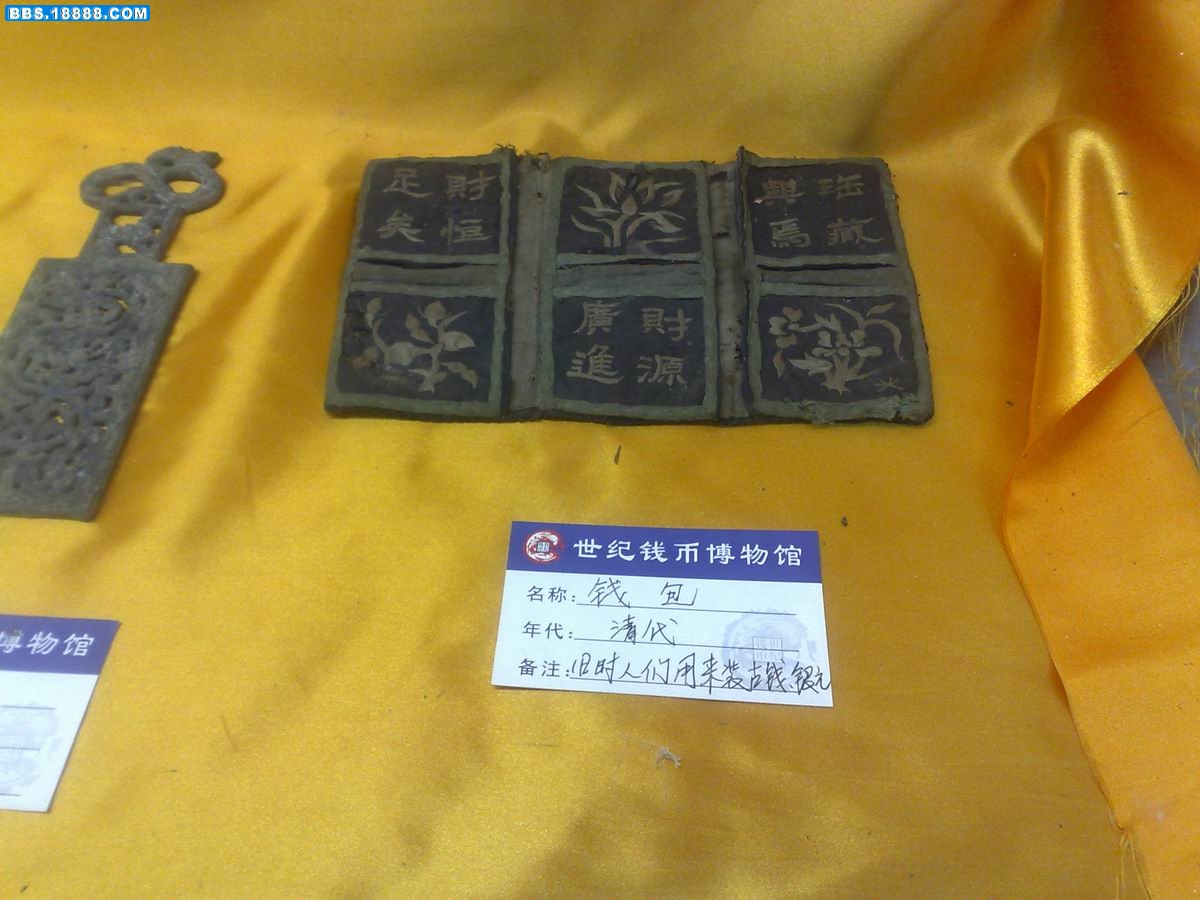 BBS.18888.COM
財恒
足矣
珤藏
興焉
財源
廣進
世纪钱币博物馆
名称：钱包
年代：清代
备注：旧时人们用来装古钱、银元
博物馆